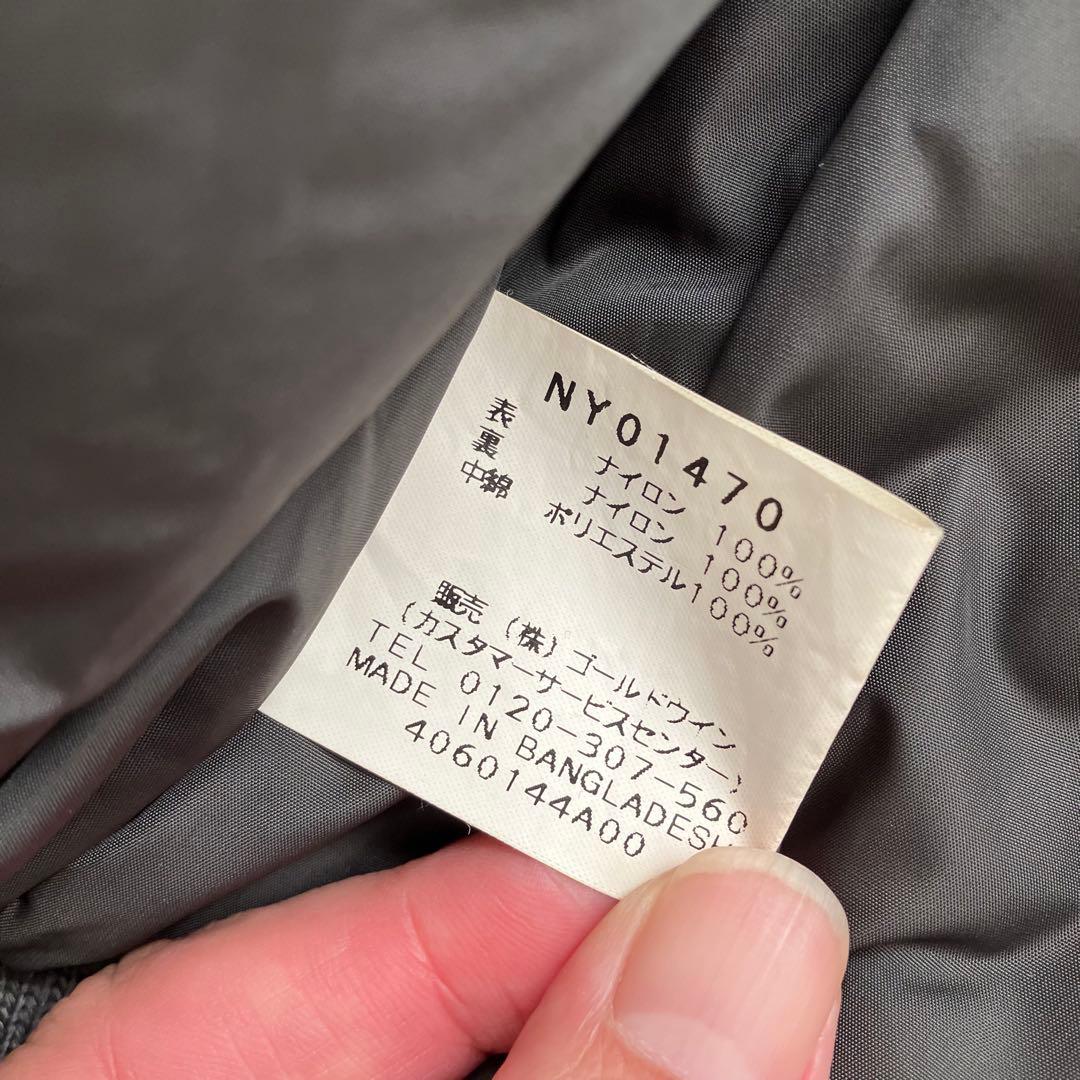 NY01470
表 ナイロン 100%
裏 ナイロン 100%
中綿 ポリエステル100%
販売 (株)ゴールドウイン
(カスタマーサービスセンター)
TEL 0120-307-560
MADE IN BANGLADESH
4060144A00